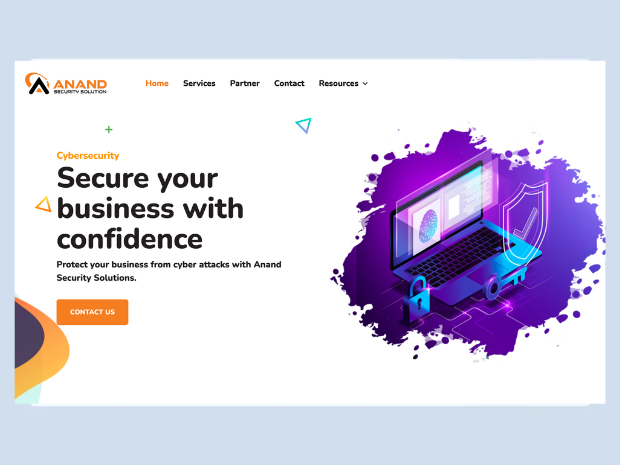 ANAND
SECURITY SOLUTION
Home Services Partner Contact Resources
Cybersecurity
Secure your
business with
confidence
Protect your business from cyber attacks with Anand
Security Solutions.
CONTACT US